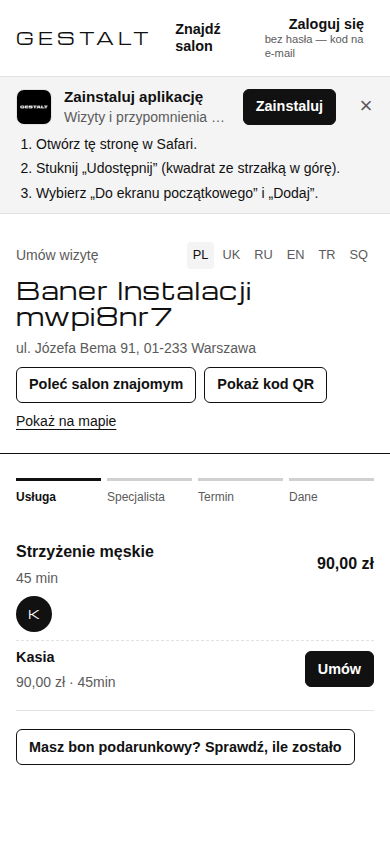 GESTALT
Znajdź
salon
Zaloguj się
bez hasła — kod na
e-mail
GESTALT
Zainstaluj aplikację
Wizyty i przypomnienia …
Zainstaluj
×
1. Otwórz tę stronę w Safari.
2. Stuknij „Udostępnij” (kwadrat ze strzałką w górę).
3. Wybierz „Do ekranu początkowego” i „Dodaj”.
Umów wizytę
PL UK RU EN TR SQ
Baner Instalacji
mwpi8nr7
ul. Józefa Bema 91, 01-233 Warszawa
Poleć salon znajomym
Pokaż kod QR
Pokaż na mapie
Usługa
Specjalista
Termin
Dane
Strzyżenie męskie
90,00 zł
45 min
K
Kasia
90,00 zł · 45min
Umów
Masz bon podarunkowy? Sprawdź, ile zostało